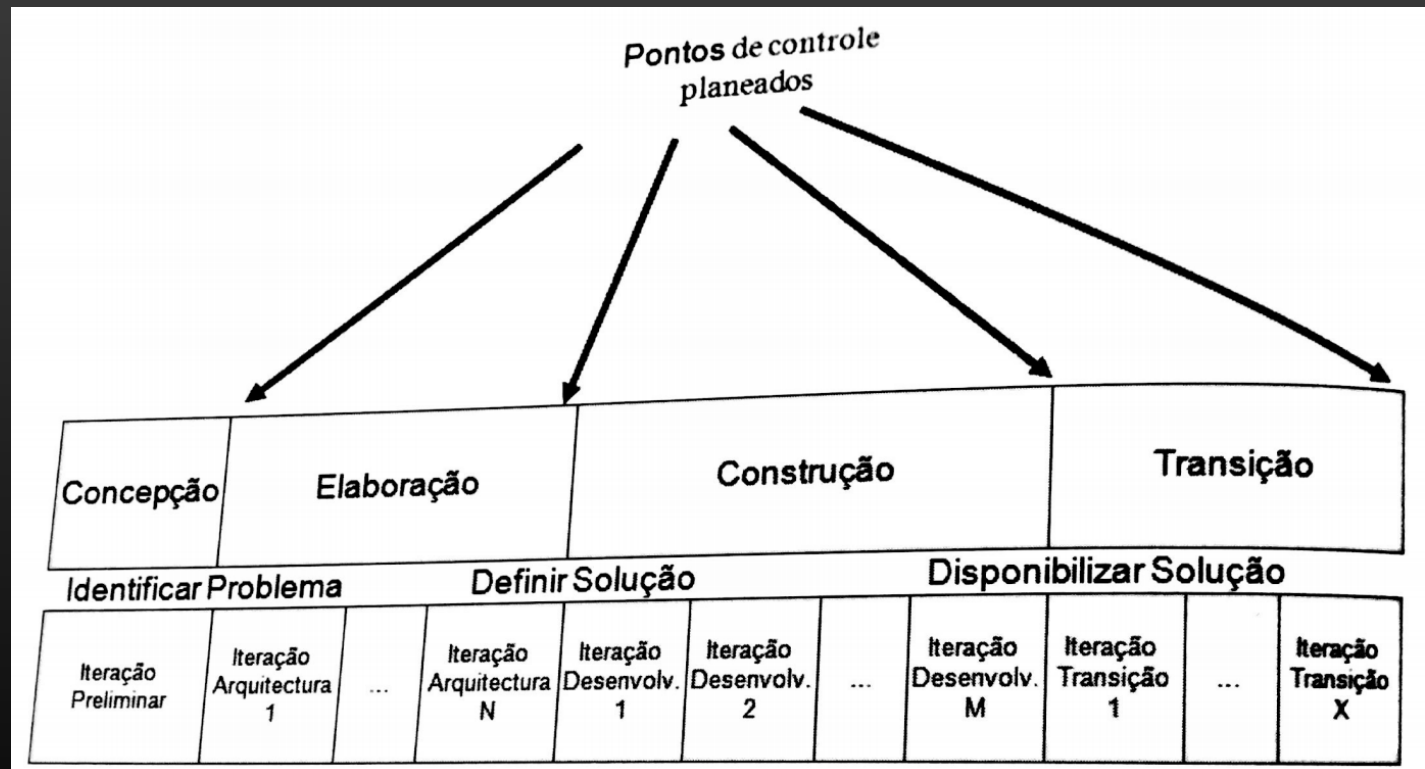 Pontos de controle
planeados
Concepção
Elaboração
Construção
Transição
Identificar Problema
Definir Solução
Disponibilizar Solução
Iteração
Preliminar
Iteração
Arquitectura
1
...
Iteração
Arquitectura
N
Iteração
Desenvolv.
1
Iteração
Desenvolv.
2
...
Iteração
Desenvolv.
M
Iteração
Transição
1
...
Iteração
Transição
X